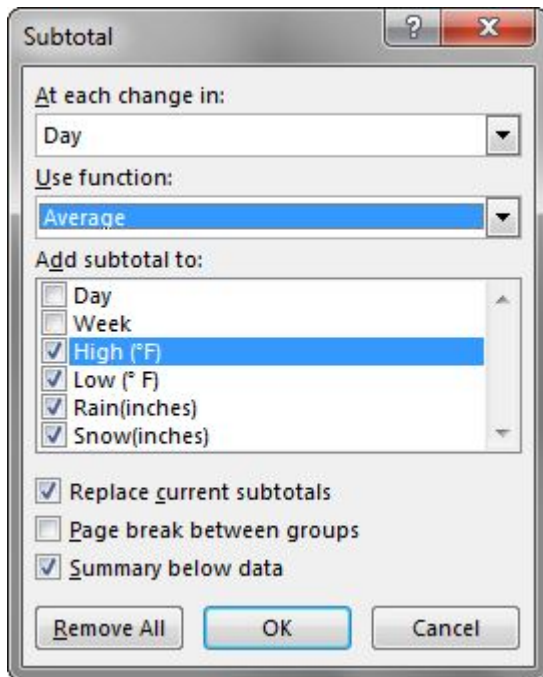 Subtotal
?
At each change in:
Day
Use function:
Average
Add subtotal to:
Day
Week
High (°F)
Low (° F)
Rain(inches)
Snow(inches)
Replace current subtotals
Page break between groups
Summary below data
Remove All OK Cancel